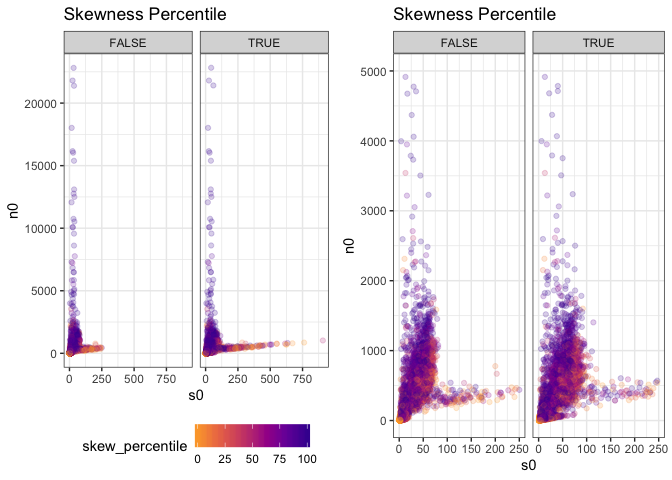 Skewness Percentile
FALSE TRUE
20000
15000
10000
5000
0
n0
0 250 500 750 0 250 500 750
s0
skew_percentile
0 25 50 75 100
Skewness Percentile
FALSE TRUE
5000
4000
3000
2000
1000
0
n0
0 50 100 150 200 250 0 50 100 150 200 250
s0